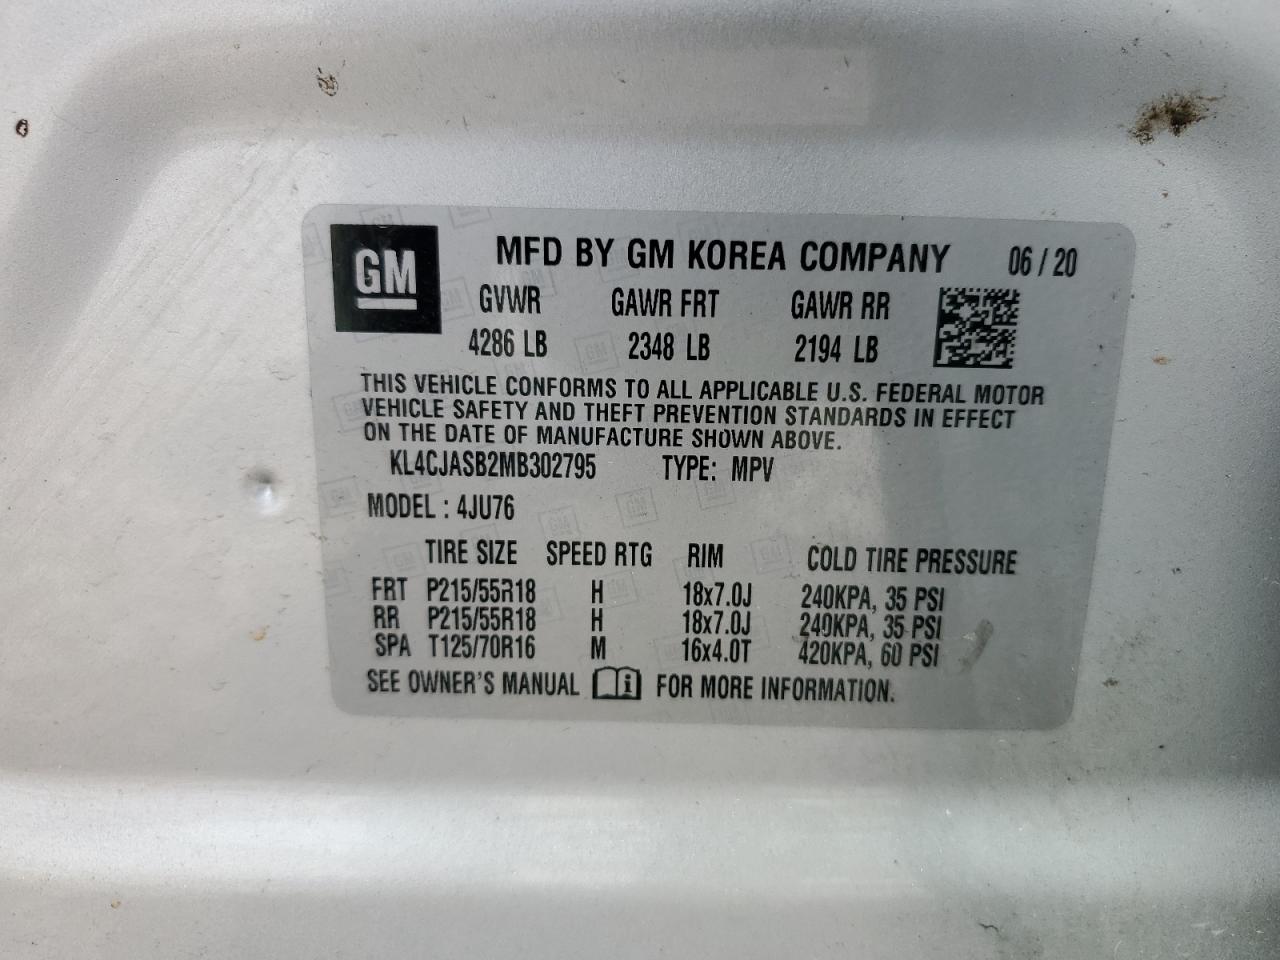 GM MFD BY GM KOREA COMPANY 06 / 20
GVWR GAWR FRT GAWR RR
4286 LB 2348 LB 2194 LB
THIS VEHICLE CONFORMS TO ALL APPLICABLE U.S. FEDERAL MOTOR
VEHICLE SAFETY AND THEFT PREVENTION STANDARDS IN EFFECT
ON THE DATE OF MANUFACTURE SHOWN ABOVE.
KL4CJASB2MB302795 TYPE: MPV
MODEL : 4JU76
TIRE SIZE SPEED RTG RIM COLD TIRE PRESSURE
FRT P215/55R18 H 18x7.0J 240KPA, 35 PSI
RR P215/55R18 H 18x7.0J 240KPA, 35 PSI
SPA T125/70R16 M 16x4.0T 420KPA, 60 PSI
SEE OWNER'S MANUAL i FOR MORE INFORMATION.